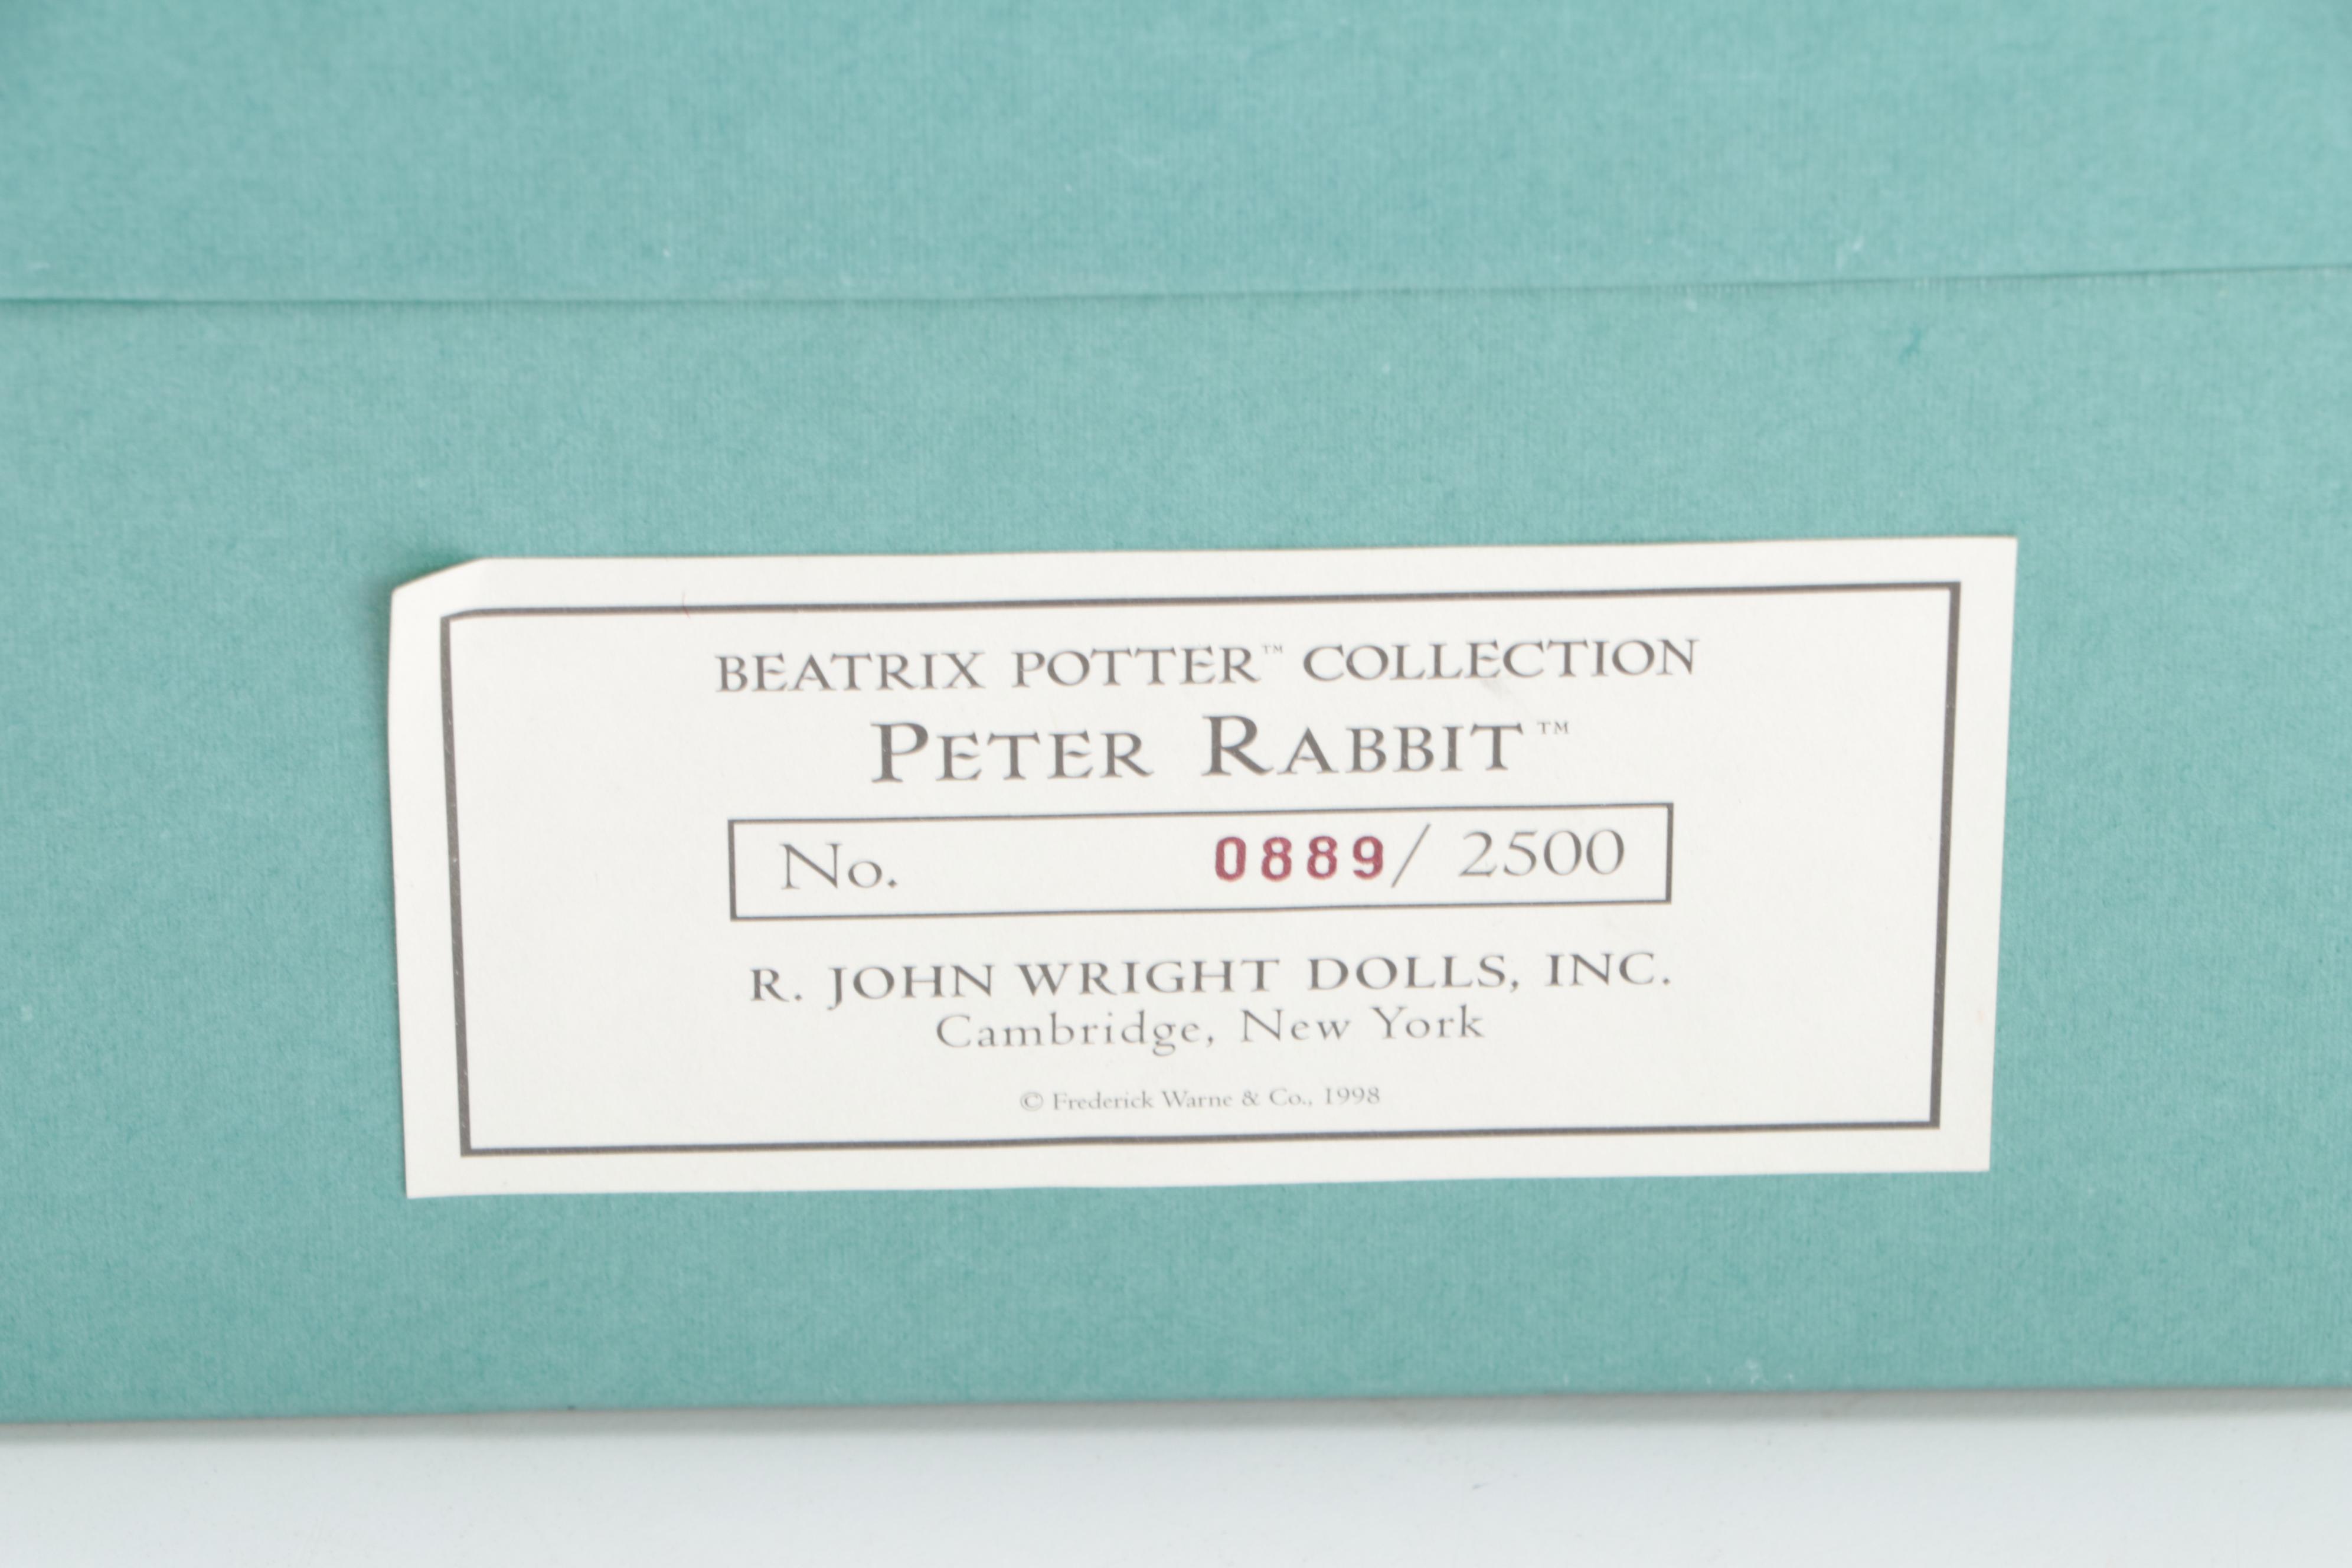 BEATRIX POTTER™ COLLECTION
PETER RABBIT™
No. 0889/ 2500
R. JOHN WRIGHT DOLLS, INC.
Cambridge, New York
© Frederick Warne & Co., 1998